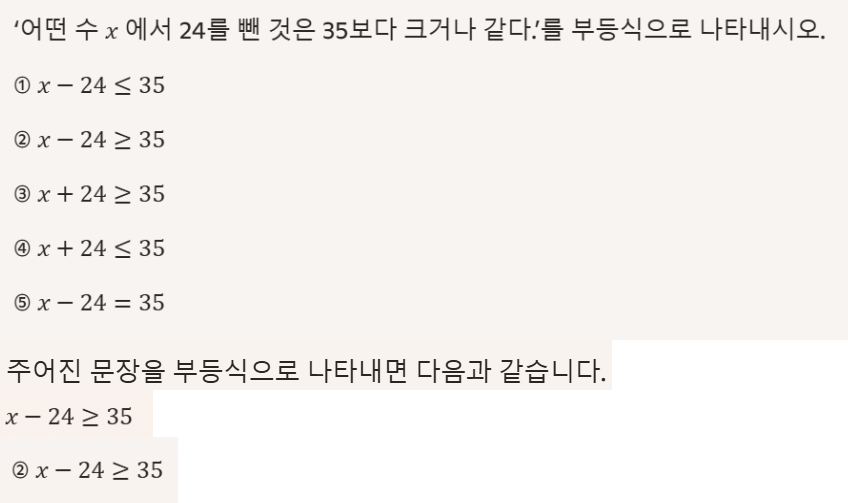 ‘어떤 수 x 에서 24를 뺀 것은 35보다 크거나 같다.’를 부등식으로 나타내시오.
① x − 24 ≤ 35
② x − 24 ≥ 35
③ x + 24 ≥ 35
④ x + 24 ≤ 35
⑤ x − 24 = 35
주어진 문장을 부등식으로 나타내면 다음과 같습니다.
x − 24 ≥ 35
② x − 24 ≥ 35